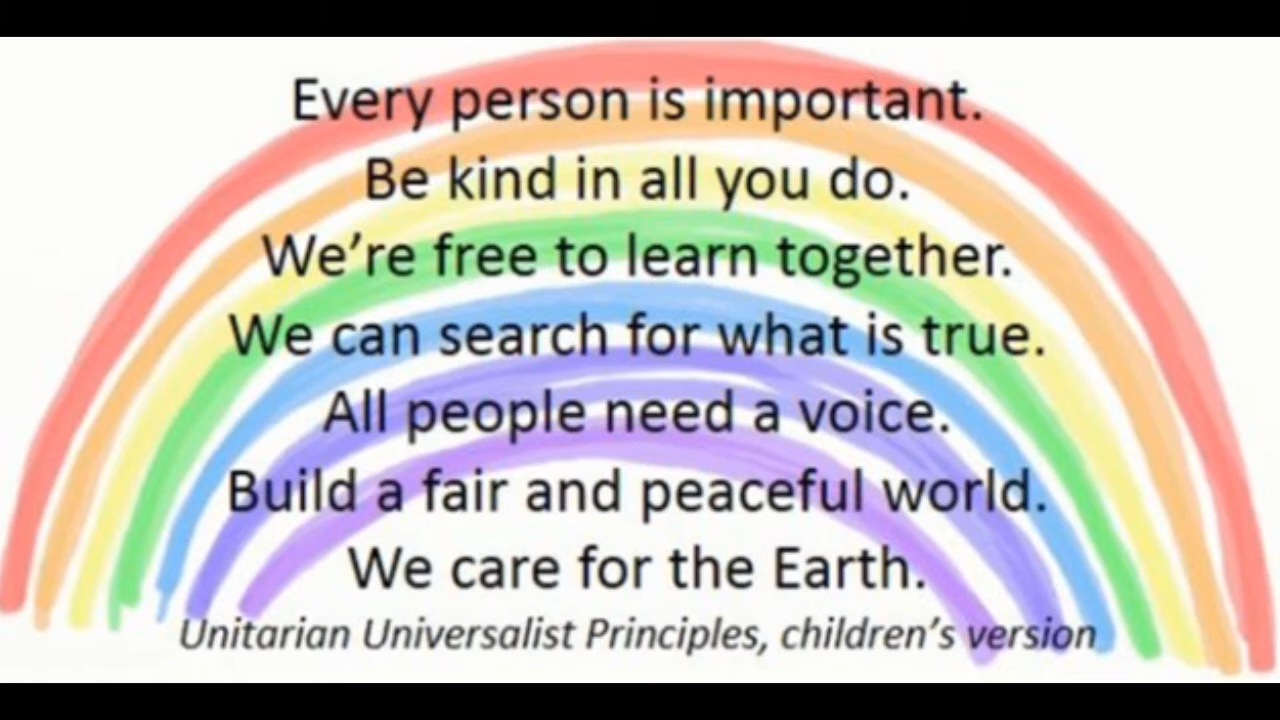 Every person is important.
Be kind in all you do.
We’re free to learn together.
We can search for what is true.
All people need a voice.
Build a fair and peaceful world.
We care for the Earth.
Unitarian Universalist Principles, children’s version